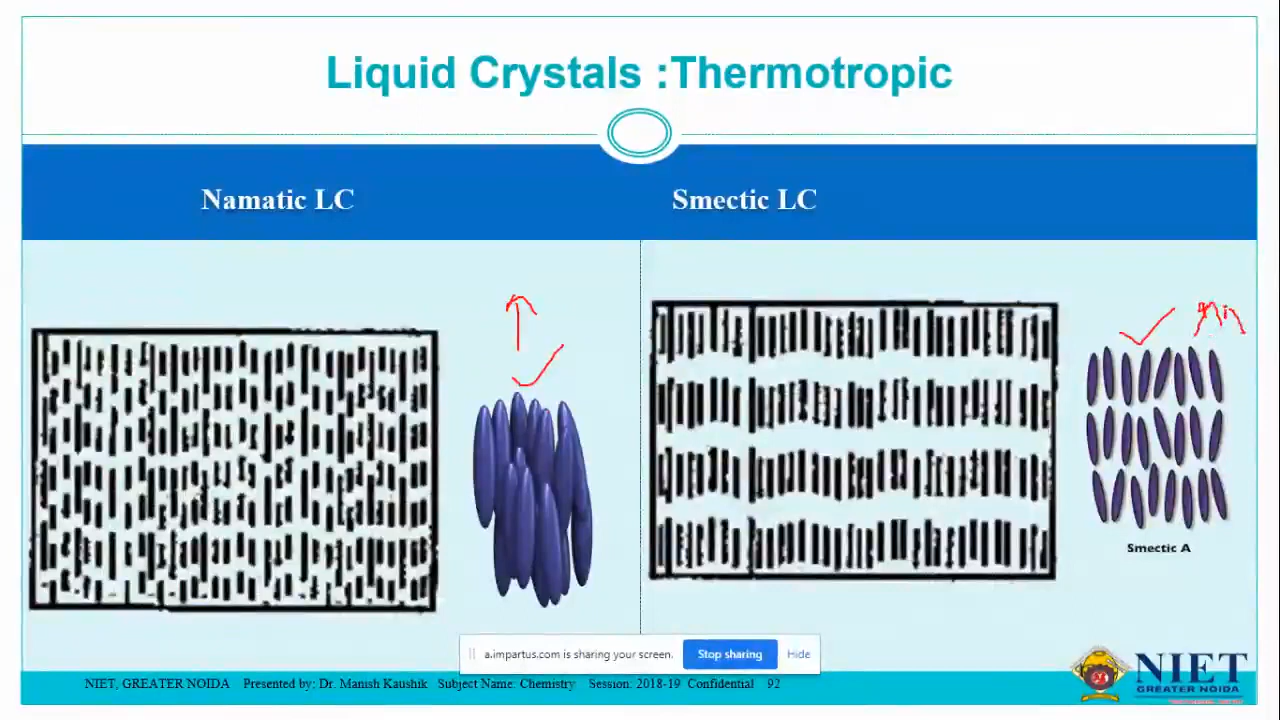 Liquid Crystals :Thermotropic
Namatic LC
Smectic LC
Smectic A
a.impartus.com is sharing your screen. Stop sharing Hide
NIET, GREATER NOIDA Presented by: Dr. Manish Kaushik Subject Name: Chemistry Session: 2018-19 Confidential 92
NIET
GREATER NOIDA